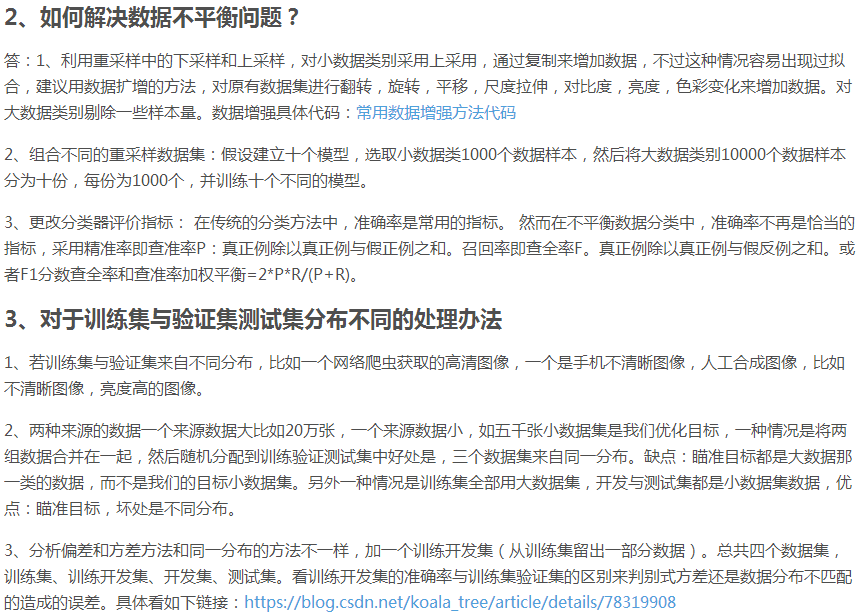 2、如何解决数据不平衡问题？
答：1、利用重采样中的下采样和上采样，对小数据类别采用上采用，通过复制来增加数据，不过这种情况容易出现过拟
合，建议用数据扩增的方法，对原有数据集进行翻转，旋转，平移，尺度拉伸，对比度，亮度，色彩变化来增加数据。对
大数据类别剔除一些样本量。数据增强具体代码：常用数据增强方法代码
2、组合不同的重采样数据集：假设建立十个模型，选取小数据类1000个数据样本，然后将大数据类别10000个数据样本
分为十份，每份为1000个，并训练十个不同的模型。
3、更改分类器评价指标： 在传统的分类方法中，准确率是常用的指标。 然而在不平衡数据分类中，准确率不再是恰当的
指标，采用精准率即查准率P：真正例除以真正例与假正例之和。召回率即查全率F。真正例除以真正例与假反例之和。或
者F1分数查全率和查准率加权平衡=2*P*R/(P+R)。
3、对于训练集与验证集测试集分布不同的处理办法
1、若训练集与验证集来自不同分布，比如一个网络爬虫获取的高清图像，一个是手机不清晰图像，人工合成图像，比如
不清晰图像，亮度高的图像。
2、两种来源的数据一个来源数据大比如20万张，一个来源数据小，如五千张小数据集是我们优化目标，一种情况是将两
组数据合并在一起，然后随机分配到训练验证测试集中好处是，三个数据集来自同一分布。缺点：瞄准目标都是大数据那
一类的数据，而不是我们的目标小数据集。另外一种情况是训练集全部用大数据集，开发与测试集都是小数据集数据，优
点：瞄准目标，坏处是不同分布。
3、分析偏差和方差方法和同一分布的方法不一样，加一个训练开发集（从训练集留出一部分数据）。总共四个数据集，
训练集、训练开发集、开发集、测试集。看训练开发集的准确率与训练集验证集的区别来判别式方差还是数据分布不匹配
的造成的误差。具体看如下链接：https://blog.csdn.net/koala_tree/article/details/78319908